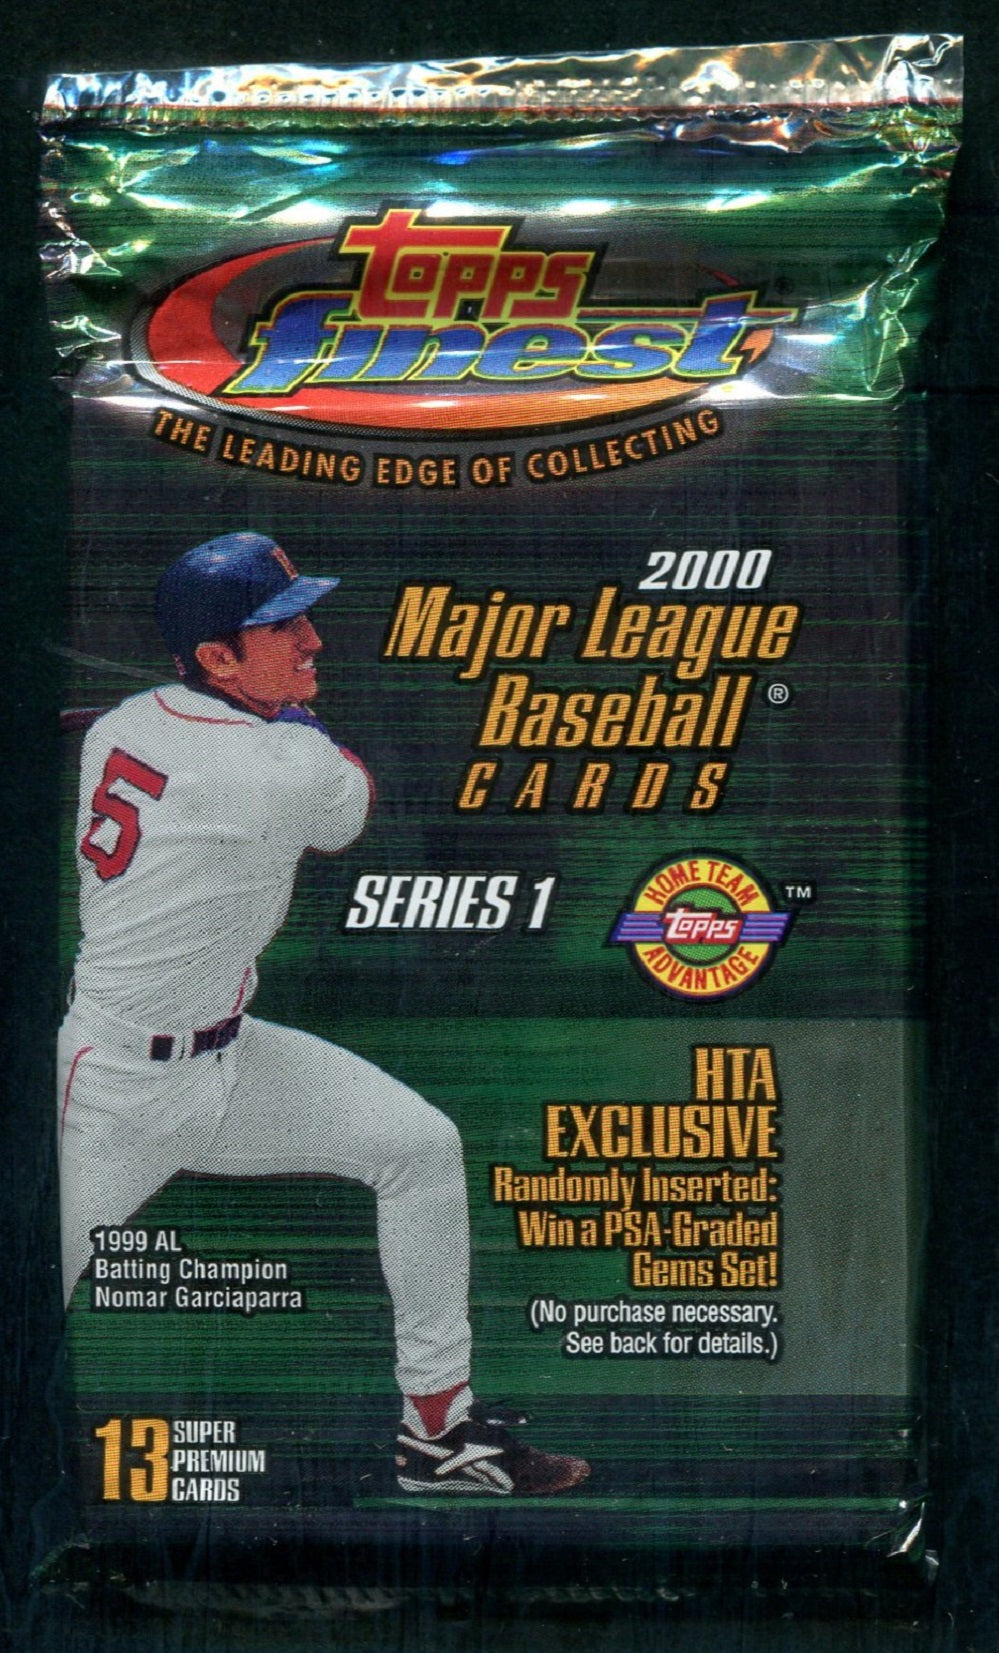 Topps
finest
®
THE LEADING EDGE OF COLLECTING
2000
Major League
Baseball ®
CARDS
5
SERIES 1
HOME TEAM
Topps
ADVANTAGE
™
HTA
EXCLUSIVE
Randomly Inserted:
Win a PSA-Graded
Gems Set!
(No purchase necessary.
See back for details.)
1999 AL
Batting Champion
Nomar Garciaparra
13 SUPER
PREMIUM
CARDS